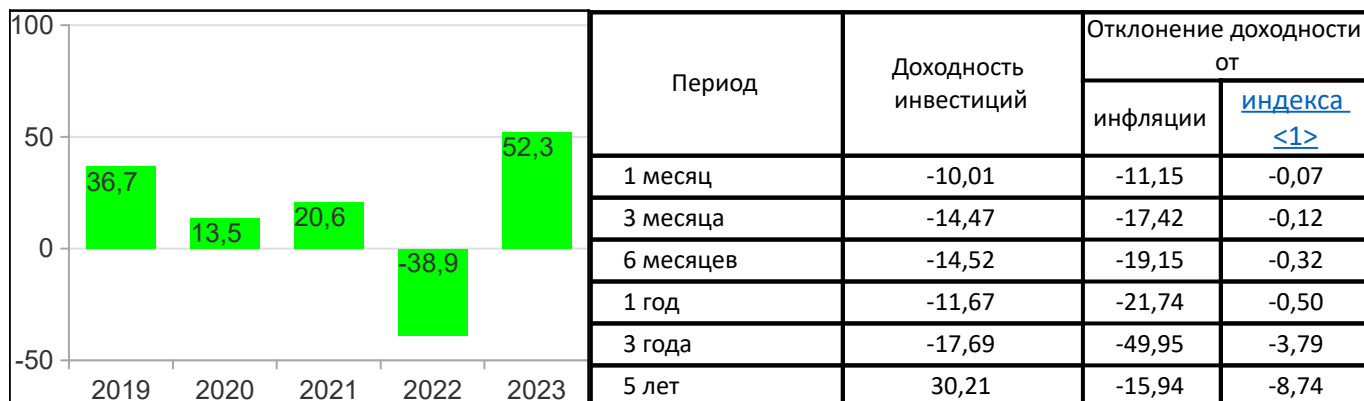 100
50
0
-50
36,7
13,5
20,6
-38,9
52,3
2019 2020 2021 2022 2023
Период
Доходность
инвестиций
Отклонение доходности
от
инфляции
индекса
<1>
1 месяц -10,01 -11,15 -0,07
3 месяца -14,47 -17,42 -0,12
6 месяцев -14,52 -19,15 -0,32
1 год -11,67 -21,74 -0,50
3 года -17,69 -49,95 -3,79
5 лет 30,21 -15,94 -8,74